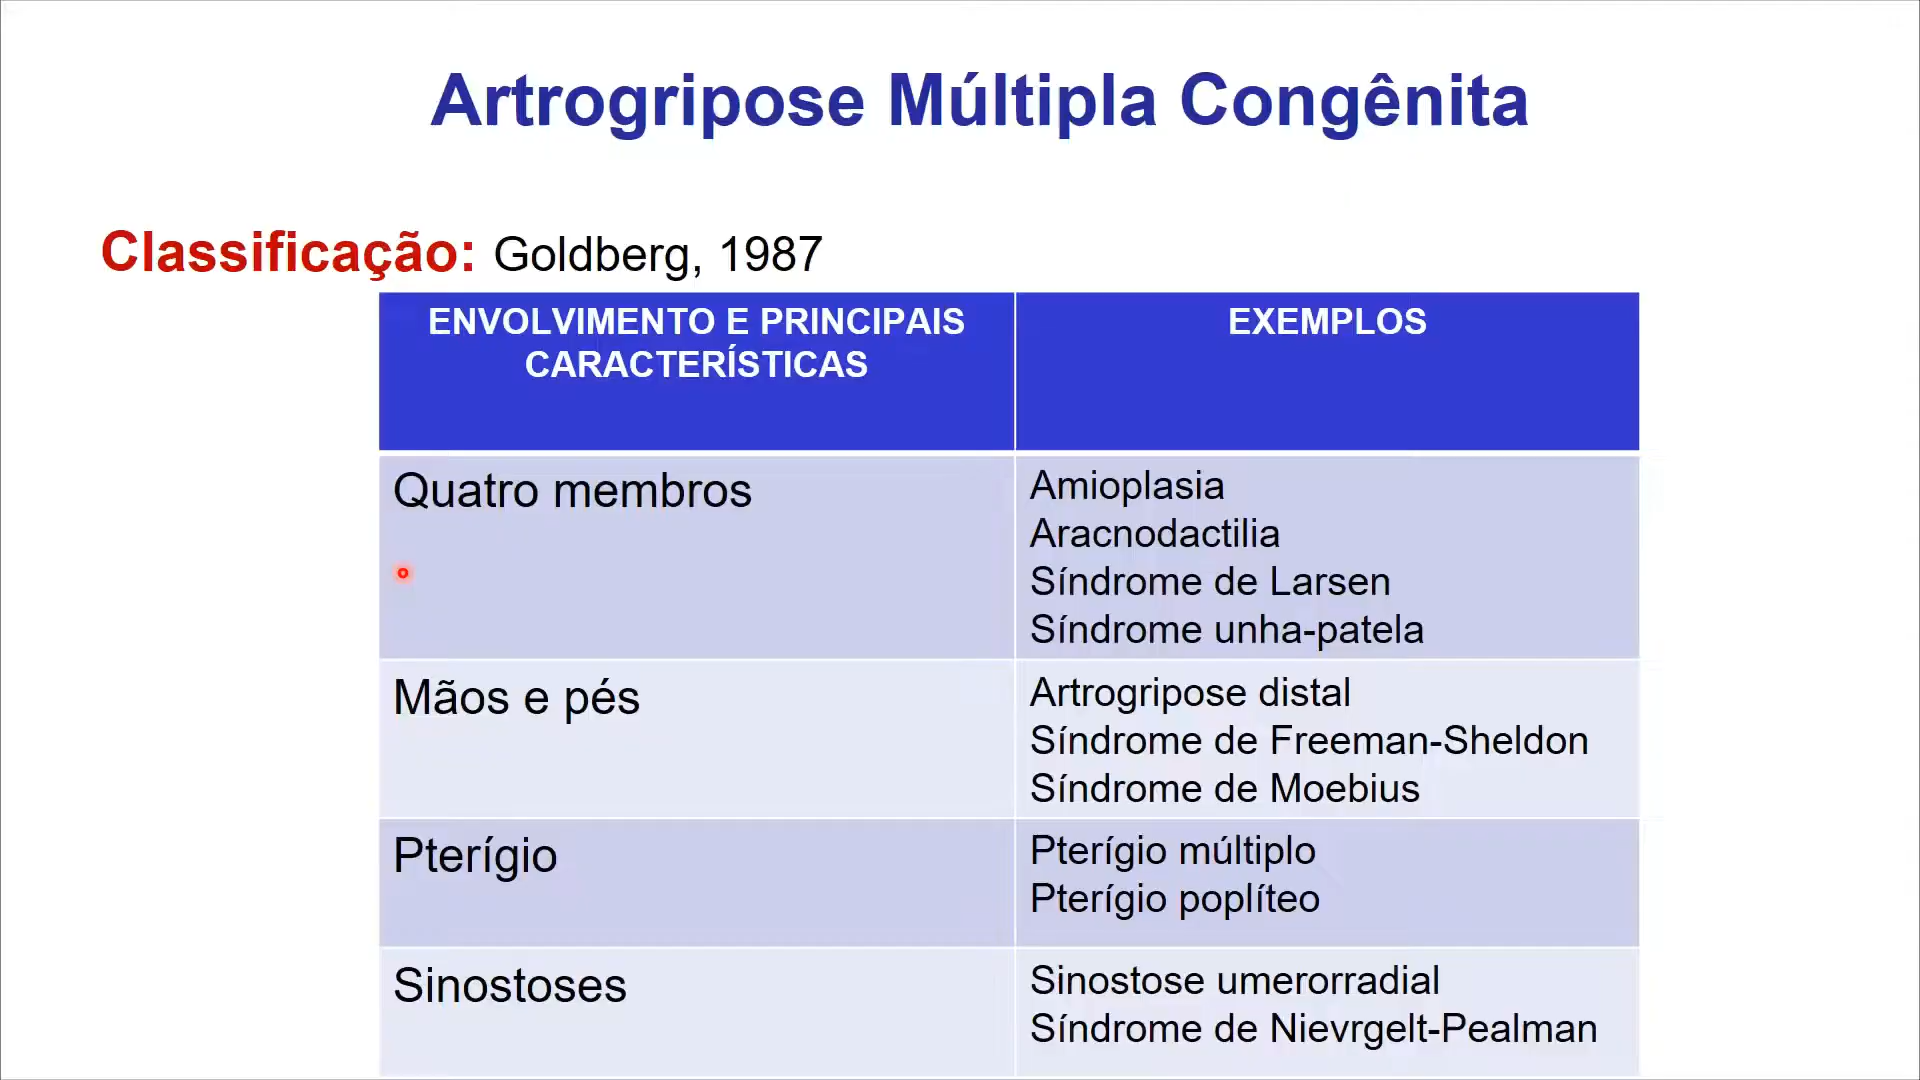 Artrogripose Múltipla Congênita
Classificação: Goldberg, 1987
ENVOLVIMENTO E PRINCIPAIS
CARACTERÍSTICAS
EXEMPLOS
Quatro membros
Amioplasia
Aracnodactilia
Síndrome de Larsen
Síndrome unha-patela
Mãos e pés
Artrogripose distal
Síndrome de Freeman-Sheldon
Síndrome de Moebius
Pterígio
Pterígio múltiplo
Pterígio poplíteo
Sinostoses
Sinostose umerorradial
Síndrome de Nievrgelt-Pealman